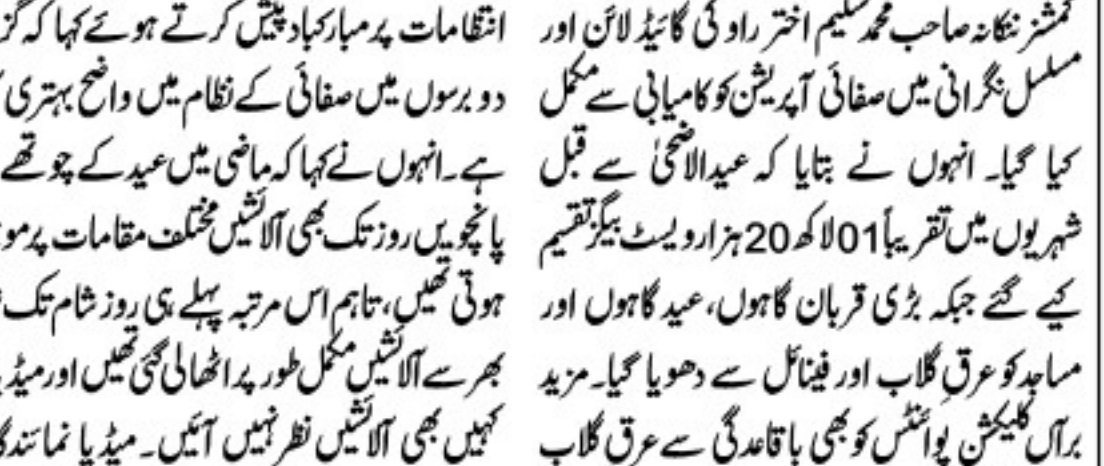 کمشنر ننکانہ صاحب محمد سلیم اختر راو کی گائیڈ لائن اور
مسلسل نگرانی میں صفائی آپریشن کو کامیابی سے مکمل
کیا گیا۔ انہوں نے بتایا کہ عیدالاضحیٰ سے قبل
شہریوں میں تقریباً 01 لاکھ 20 ہزار ویسٹ بیگز تقسیم
کیے گئے جبکہ بڑی قربان گاہوں، عید گاہوں اور
مساجد کو عرقِ گلاب اور فینائل سے دھویا گیا۔ مزید
برآں کلیکشن پوائنٹس کو بھی باقاعدگی سے عرق گلاب
انتظامات پر مبارکباد پیش کرتے ہوئے کہا کہ
دو برسوں میں صفائی کے نظام میں واضح بہتری
ہے۔ انہوں نے کہا کہ ماضی میں عید کے چوتھے
پانچویں روز تک بھی آلائشیں مختلف مقامات پر
ہوتی تھیں، تاہم اس مرتبہ پہلے ہی روز شام تک
بھر سے آلائشیں مکمل طور پر اٹھا لی گئی تھیں اور
کہیں بھی آلائشیں نظر نہیں آئیں۔ میڈیا